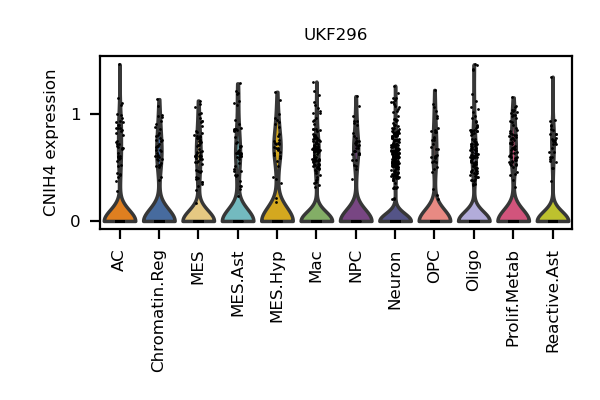 UKF296
CNIH4 expression
1
0
AC
Chromatin.Reg
MES
MES.Ast
MES.Hyp
Mac
NPC
Neuron
OPC
Oligo
Prolif.Metab
Reactive.Ast